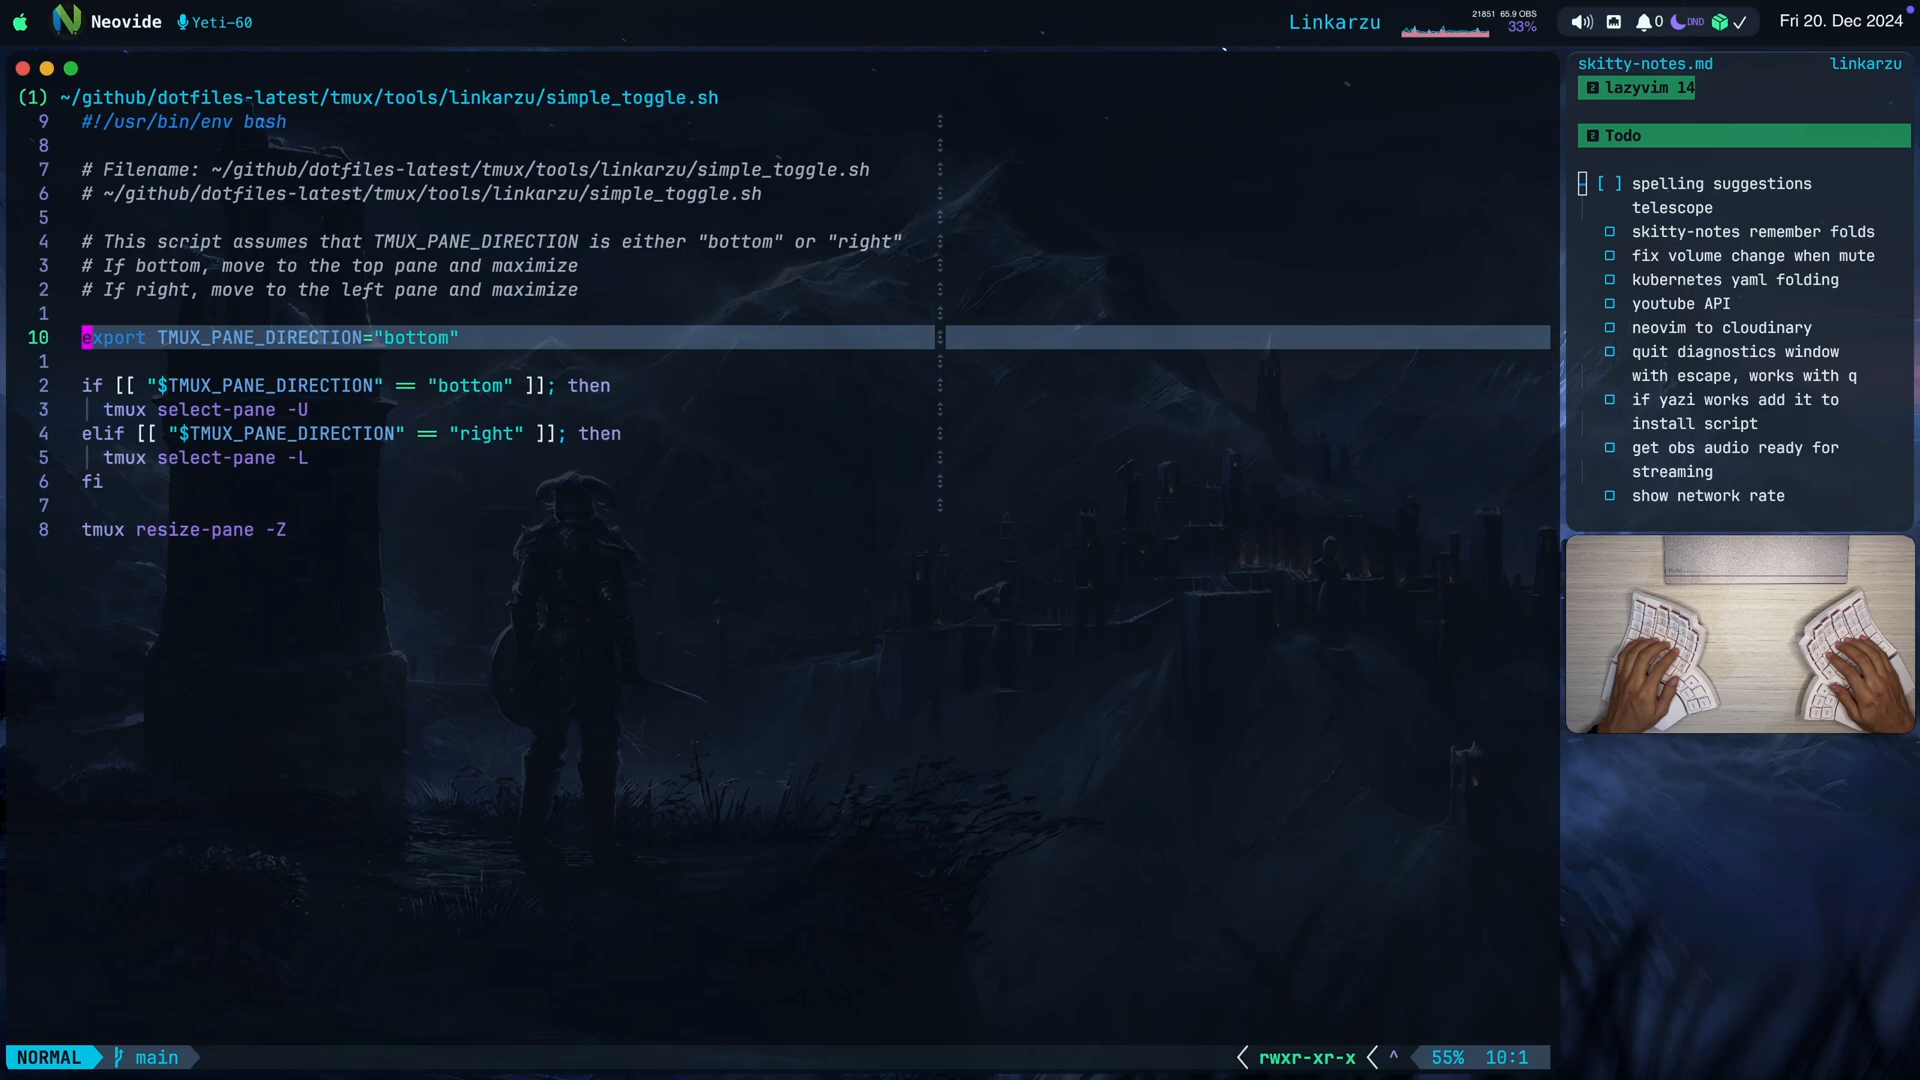 Neovide
Yeti-60
Linkarzu
21851 65.9 OBS
33%
0
DND
Fri 20. Dec 2024
(1) ~/github/dotfiles-latest/tmux/tools/linkarzu/simple_toggle.sh
9 #!/usr/bin/env bash
8
7 # Filename: ~/github/dotfiles-latest/tmux/tools/linkarzu/simple_toggle.sh
6 # ~/github/dotfiles-latest/tmux/tools/linkarzu/simple_toggle.sh
5
4 # This script assumes that TMUX_PANE_DIRECTION is either "bottom" or "right"
3 # If bottom, move to the top pane and maximize
2 # If right, move to the left pane and maximize
1
10 export TMUX_PANE_DIRECTION="bottom"
1
2 if [[ "$TMUX_PANE_DIRECTION" == "bottom" ]]; then
3 tmux select-pane -U
4 elif [[ "$TMUX_PANE_DIRECTION" == "right" ]]; then
5 tmux select-pane -L
6 fi
7
8 tmux resize-pane -Z
NORMAL main
rwxr-xr-x ^ 55% 10:1
skitty-notes.md linkarzu
2 lazyvim 14
2 Todo
- [ ] spelling suggestions
telescope
skitty-notes remember folds
fix volume change when mute
kubernetes yaml folding
youtube API
neovim to cloudinary
quit diagnostics window
with escape, works with q
if yazi works add it to
install script
get obs audio ready for
streaming
show network rate